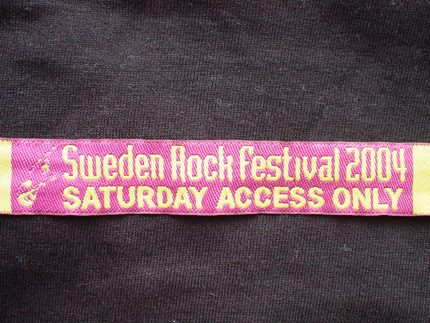 Sweden Rock Festival 2004
SATURDAY ACCESS ONLY